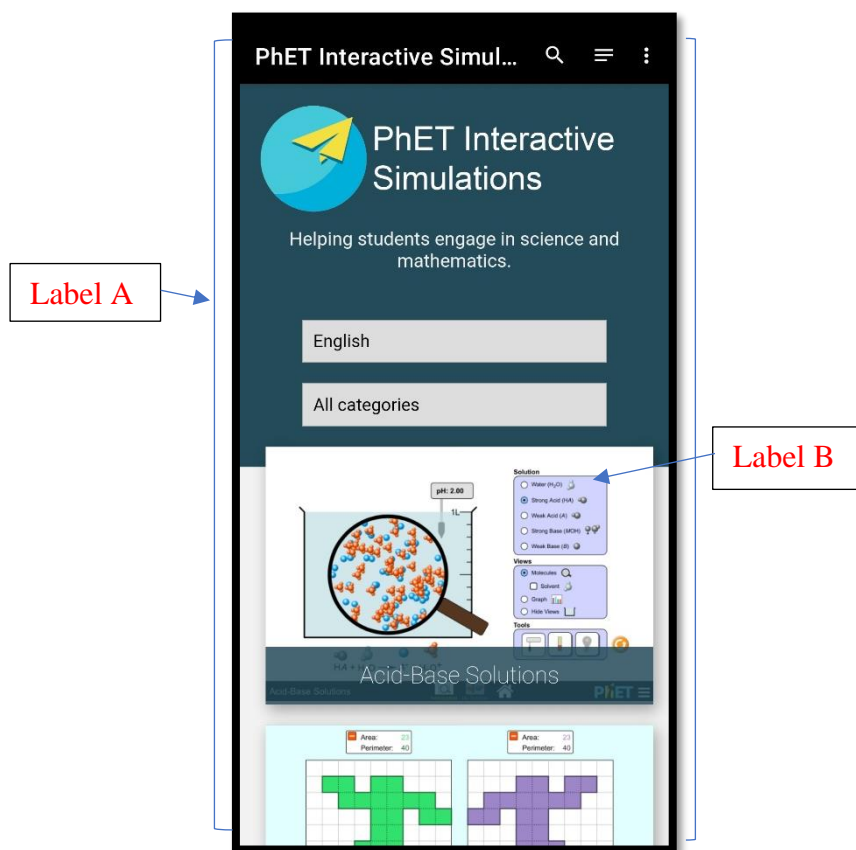 PhET Interactive Simul...
PhET Interactive
Simulations
Helping students engage in science and
mathematics.
Label A
English
All categories
Label B
Solution
Water (H₂O)
Strong Acid (HA)
Weak Acid (A)
Strong Base (MOH)
Weak Base (B)
pH: 2.00
1L
Views
Molecules
Solvent
Graph
Hide Views
Tools
Acid-Base Solutions
Acid-Base Solutions
PhET
Area: 23
Perimeter: 40
Area: 23
Perimeter: 40